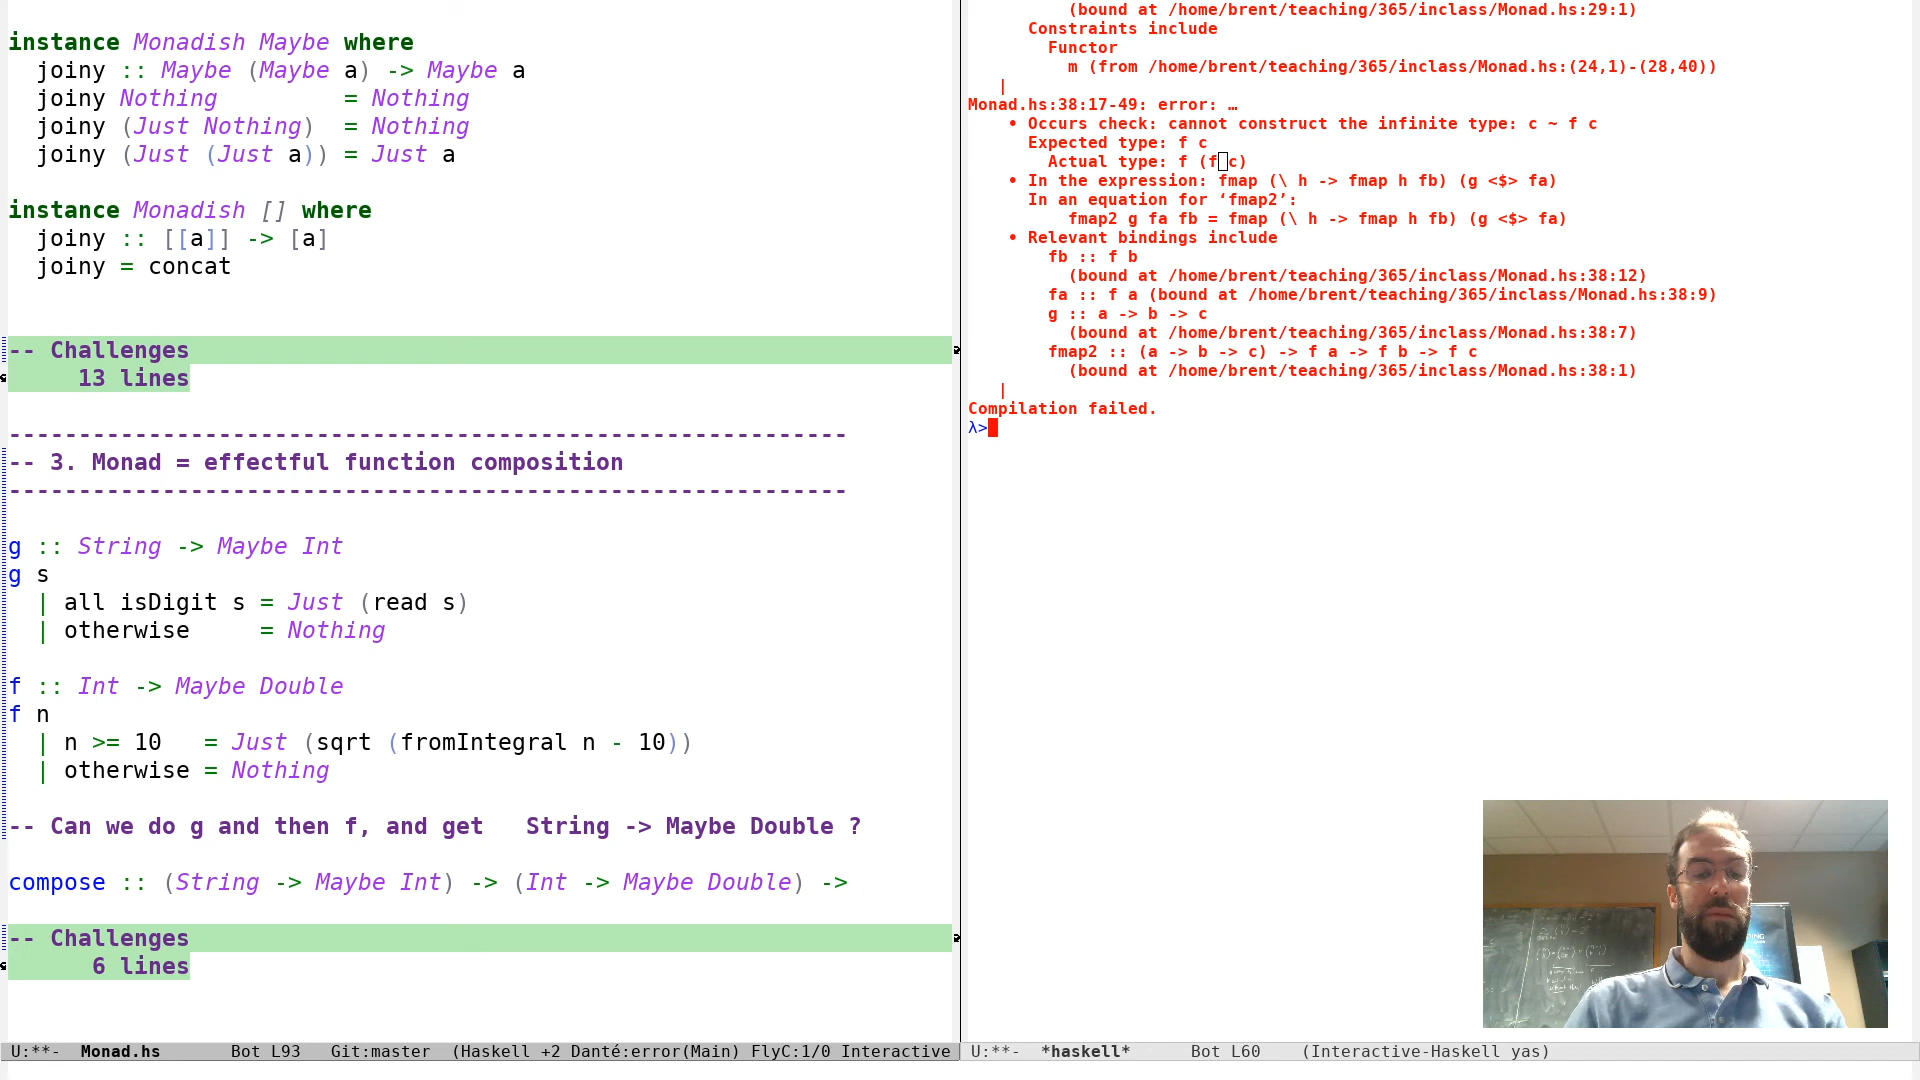 instance Monadish Maybe where
  joiny :: Maybe (Maybe a) -> Maybe a
  joiny Nothing         = Nothing
  joiny (Just Nothing)  = Nothing
  joiny (Just (Just a)) = Just a
instance Monadish [] where
  joiny :: [[a]] -> [a]
  joiny = concat
-- Challenges
     13 lines
------------------------------------------------------------
-- 3. Monad = effectful function composition
------------------------------------------------------------
g :: String -> Maybe Int
g s
  | all isDigit s = Just (read s)
  | otherwise     = Nothing
f :: Int -> Maybe Double
f n
  | n >= 10   = Just (sqrt (fromIntegral n - 10))
  | otherwise = Nothing
-- Can we do g and then f, and get   String -> Maybe Double ?
compose :: (String -> Maybe Int) -> (Int -> Maybe Double) ->
-- Challenges
      6 lines
U:**-  Monad.hs       Bot L93   Git:master  (Haskell +2 Danté:error(Main) FlyC:1/0 Interactive
(bound at /home/brent/teaching/365/inclass/Monad.hs:29:1)
Constraints include
Functor
m (from /home/brent/teaching/365/inclass/Monad.hs:(24,1)-(28,40))
|
Monad.hs:38:17-49: error: …
• Occurs check: cannot construct the infinite type: c ~ f c
Expected type: f c
Actual type: f (f c)
• In the expression: fmap (\ h -> fmap h fb) (g <$> fa)
In an equation for ‘fmap2’:
fmap2 g fa fb = fmap (\ h -> fmap h fb) (g <$> fa)
• Relevant bindings include
fb :: f b
(bound at /home/brent/teaching/365/inclass/Monad.hs:38:12)
fa :: f a (bound at /home/brent/teaching/365/inclass/Monad.hs:38:9)
g :: a -> b -> c
(bound at /home/brent/teaching/365/inclass/Monad.hs:38:7)
fmap2 :: (a -> b -> c) -> f a -> f b -> f c
(bound at /home/brent/teaching/365/inclass/Monad.hs:38:1)
|
Compilation failed.
λ>
U:**-  *haskell*      Bot L60    (Interactive-Haskell yas)